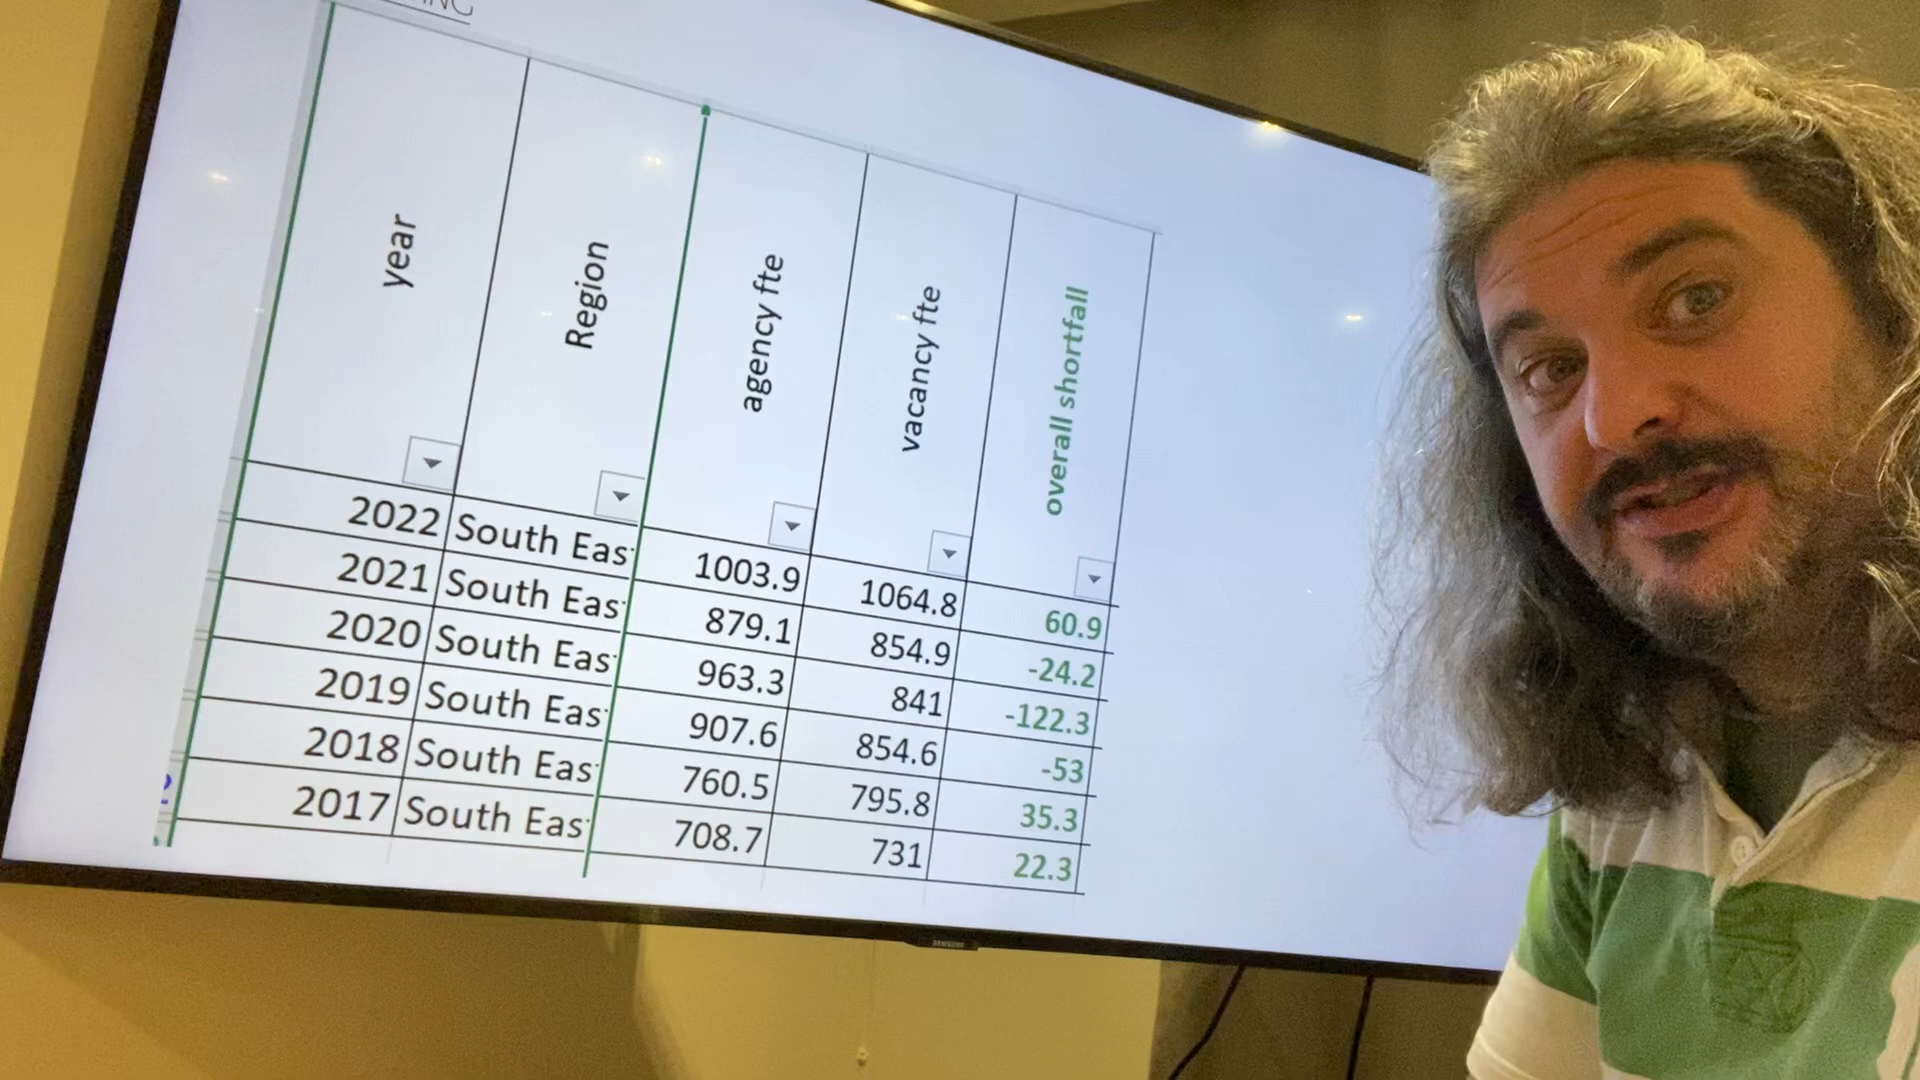 year Region agency fte vacancy fte overall shortfall
2022 South Eas 1003.9 1064.8 60.9
2021 South Eas 879.1 854.9 -24.2
2020 South Eas 963.3 841 -122.3
2019 South Eas 907.6 854.6 -53
2018 South Eas 760.5 795.8 35.3
2017 South Eas 708.7 731 22.3
SAMSUNG